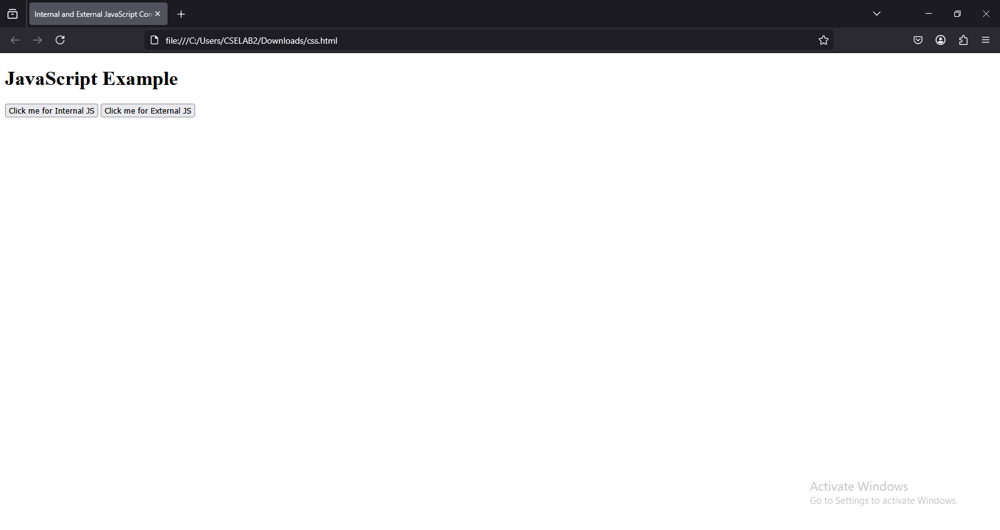 Internal and External JavaScript Com
file:///C:/Users/CSELAB2/Downloads/css.html
JavaScript Example
Click me for Internal JS Click me for External JS
Activate Windows
Go to Settings to activate Windows.